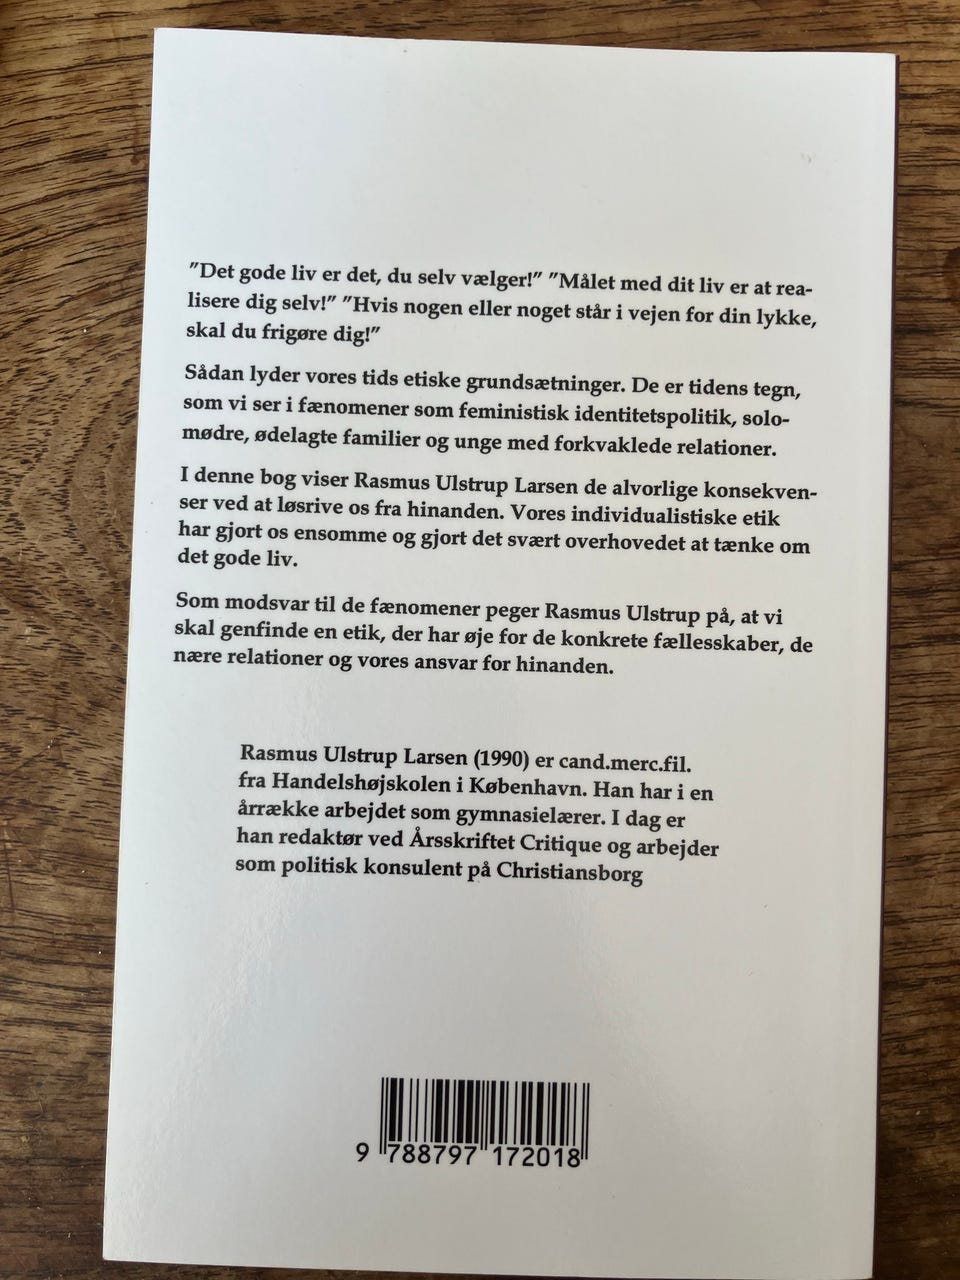 ”Det gode liv er det, du selv vælger!” ”Målet med dit liv er at rea-
lisere dig selv!” ”Hvis nogen eller noget står i vejen for din lykke,
skal du frigøre dig!”
Sådan lyder vores tids etiske grundsætninger. De er tidens tegn,
som vi ser i fænomener som feministisk identitetspolitik, solo-
mødre, ødelagte familier og unge med forkvaklede relationer.
I denne bog viser Rasmus Ulstrup Larsen de alvorlige konsekven-
ser ved at løsrive os fra hinanden. Vores individualistiske etik
har gjort os ensomme og gjort det svært overhovedet at tænke om
det gode liv.
Som modsvar til de fænomener peger Rasmus Ulstrup på, at vi
skal genfinde en etik, der har øje for de konkrete fællesskaber, de
nære relationer og vores ansvar for hinanden.
Rasmus Ulstrup Larsen (1990) er cand.merc.fil.
fra Handelshøjskolen i København. Han har i en
årrække arbejdet som gymnasielærer. I dag er
han redaktør ved Årsskriftet Critique og arbejder
som politisk konsulent på Christiansborg
9 788797 172018